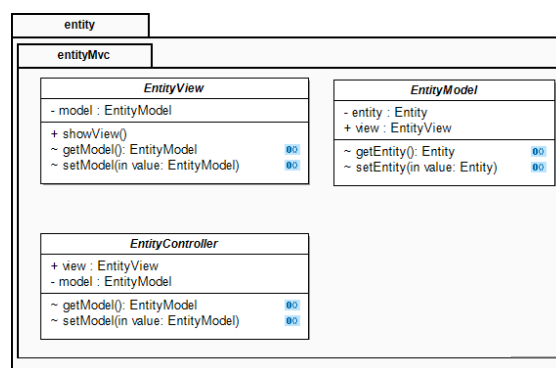 entity
entityMvc
EntityView
- model : EntityModel
+ showView()
~ getModel(): EntityModel
~ setModel(in value: EntityModel)
EntityModel
- entity : Entity
+ view : EntityView
~ getEntity(): Entity
~ setEntity(in value: Entity)
EntityController
+ view : EntityView
- model : EntityModel
~ getModel(): EntityModel
~ setModel(in value: EntityModel)